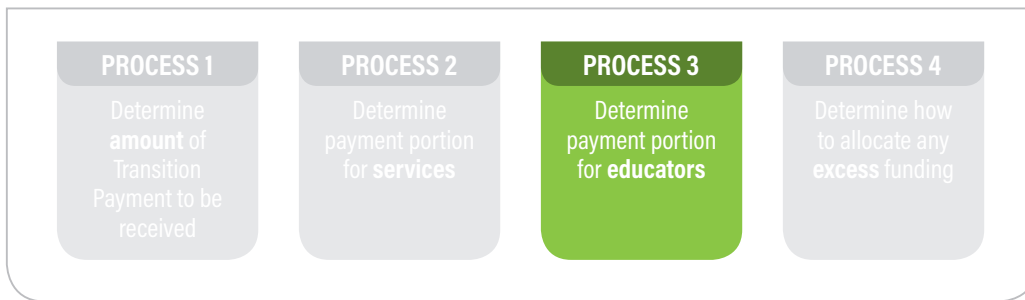 PROCESS 1
Determine
amount of
Transition
Payment to be
received
PROCESS 2
Determine
payment portion
for services
PROCESS 3
Determine
payment portion
for educators
PROCESS 4
Determine how
to allocate any
excess funding